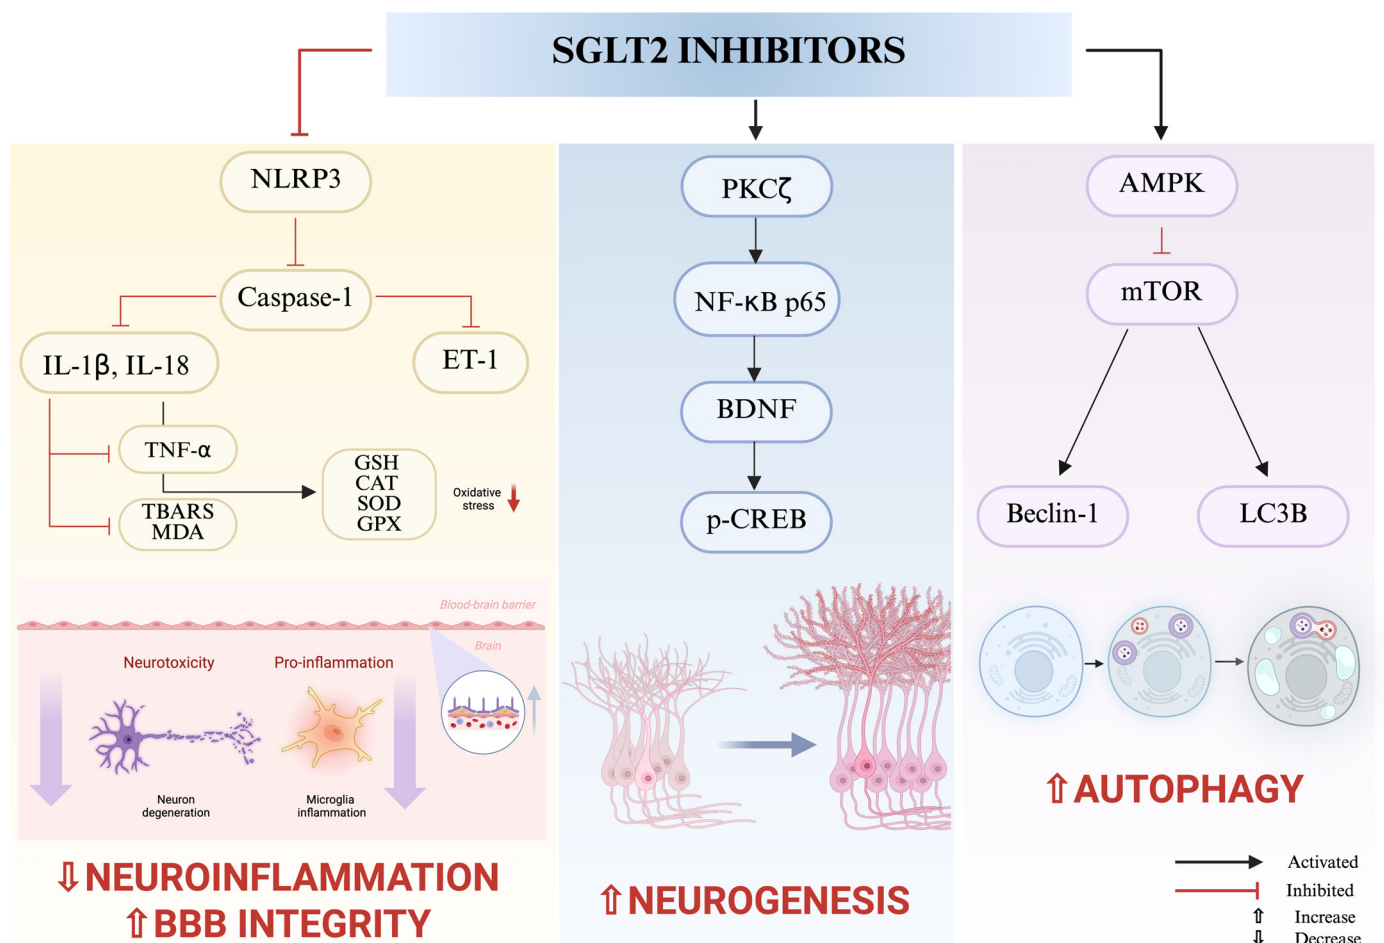 SGLT2 INHIBITORS
NLRP3
Caspase-1
IL-1β, IL-18
ET-1
TNF-α
TBARS
MDA
GSH
CAT
SOD
GPX
Oxidative
stress
Blood-brain barrier
Brain
Neurotoxicity
Pro-inflammation
Neuron
degeneration
Microglia
inflammation
⇩NEUROINFLAMMATION
⇧BBB INTEGRITY
PKCζ
NF-κB p65
BDNF
p-CREB
⇧NEUROGENESIS
AMPK
mTOR
Beclin-1
LC3B
⇧AUTOPHAGY
Activated
Inhibited
⇧ Increase
⇩ Decrease